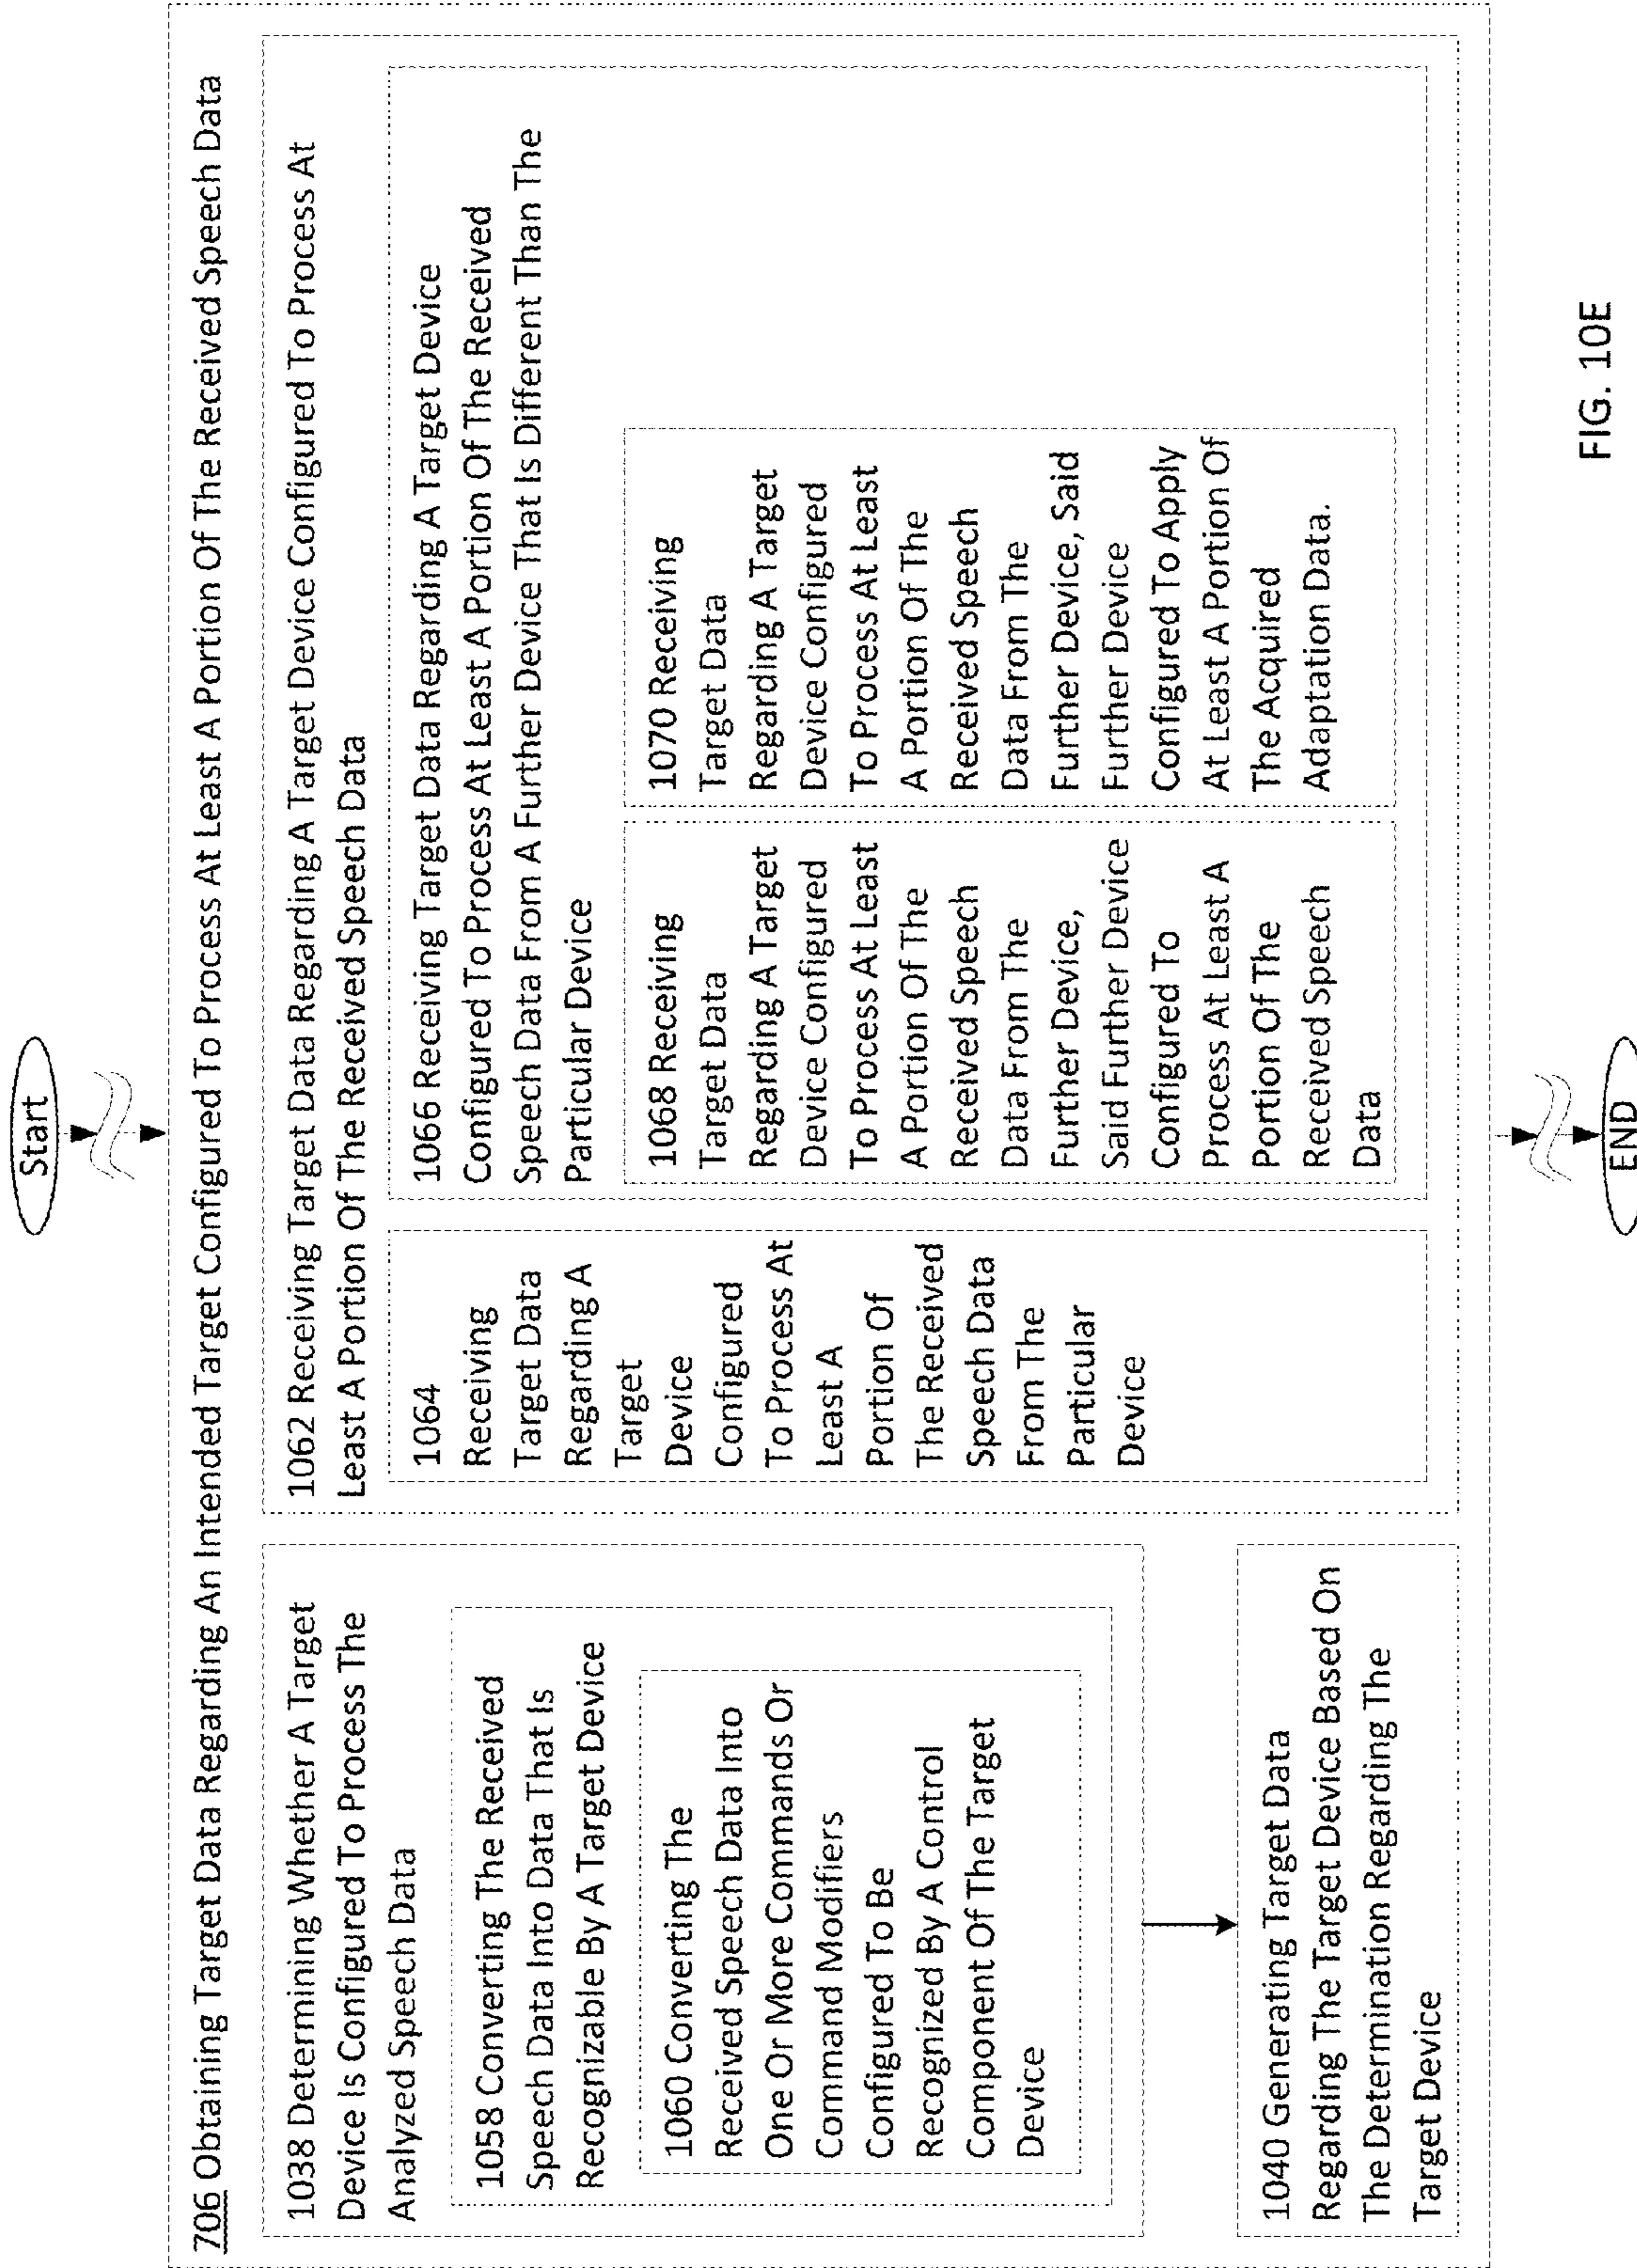 Start
706 Obtaining Target Data Regarding An Intended Target Configured To Process At Least A Portion Of The Received Speech Data
1038 Determining Whether A Target
Device Is Configured To Process The
Analyzed Speech Data
1058 Converting The Received
Speech Data Into Data That Is
Recognizable By A Target Device
1060 Converting The
Received Speech Data Into
One Or More Commands Or
Command Modifiers
Configured To Be
Recognized By A Control
Component Of The Target
Device
1040 Generating Target Data
Regarding The Target Device Based On
The Determination Regarding The
Target Device
1062 Receiving Target Data Regarding A Target Device Configured To Process At
Least A Portion Of The Received Speech Data
1064
Receiving
Target Data
Regarding A
Target
Device
Configured
To Process At
Least A
Portion Of
The Received
Speech Data
From The
Particular
Device
1066 Receiving Target Data Regarding A Target Device
Configured To Process At Least A Portion Of The Received
Speech Data From A Further Device That Is Different Than The
Particular Device
1068 Receiving
Target Data
Regarding A Target
Device Configured
To Process At Least
A Portion Of The
Received Speech
Data From The
Further Device,
Said Further Device
Configured To
Process At Least A
Portion Of The
Received Speech
Data
1070 Receiving
Target Data
Regarding A Target
Device Configured
To Process At Least
A Portion Of The
Received Speech
Data From The
Further Device, Said
Further Device
Configured To Apply
At Least A Portion Of
The Acquired
Adaptation Data.
END
FIG. 10E